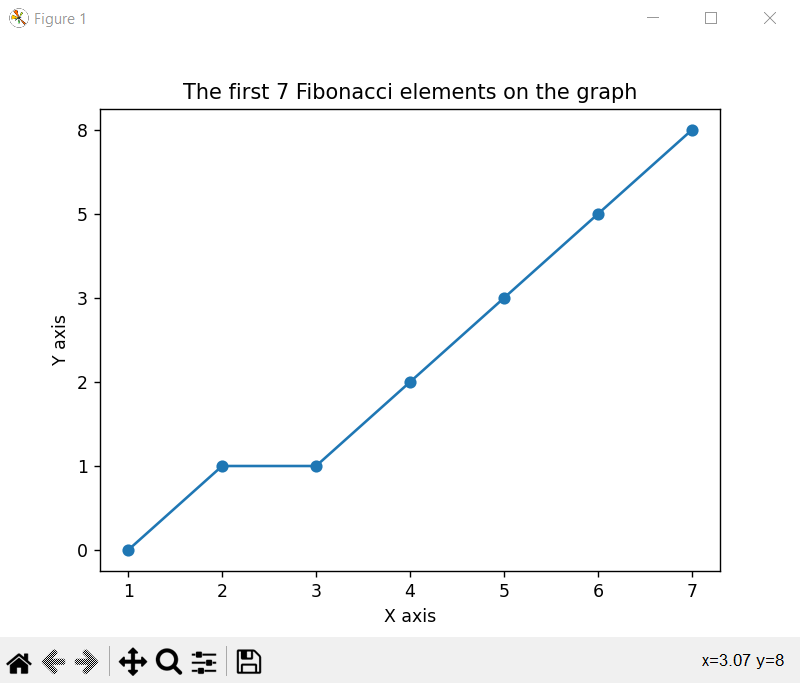 Figure 1
The first 7 Fibonacci elements on the graph
8
5
3
2
1
0
Y axis
1 2 3 4 5 6 7
X axis
x=3.07 y=8